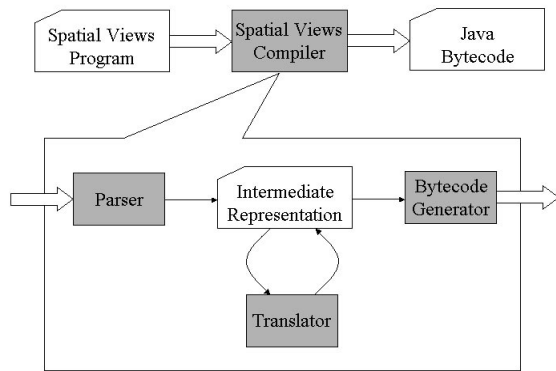 Spatial Views
Program
Spatial Views
Compiler
Java
Bytecode
Parser
Intermediate
Representation
Bytecode
Generator
Translator